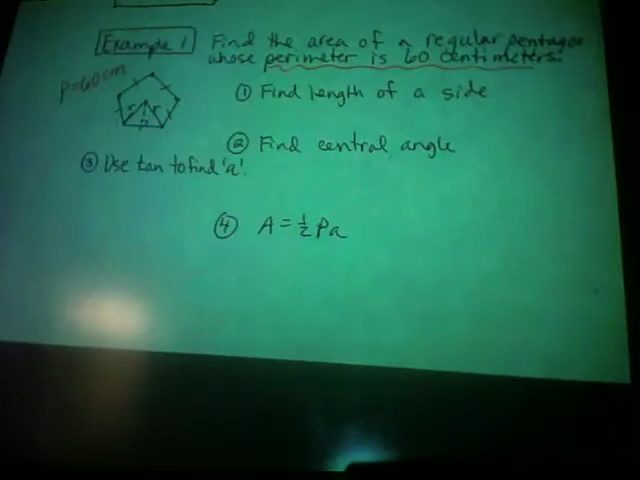 Example 1 Find the area of a regular pentagon
whose perimeter is 60 centimeters.
P=60cm
① Find length of a side
② Find central angle
③ Use tan to find 'a'.
④ A = ½ Pa